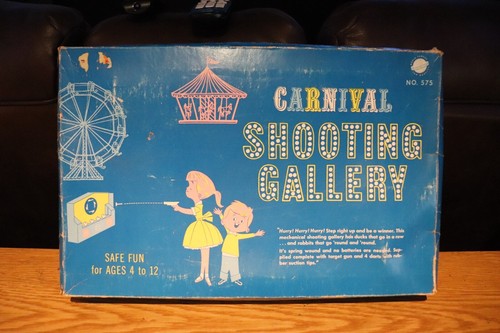 NO. 575
CARNIVAL
SHOOTING
GALLERY
"Hurry! Hurry! Hurry! Step right up and be a winner. This
mechanical shooting gallery has ducks that go in a row
... and rabbits that go 'round and 'round.
It's spring wound and no batteries are needed. Sup-
plied complete with target gun and 4 darts with rub-
ber suction tips."
SAFE FUN
for AGES 4 to 12